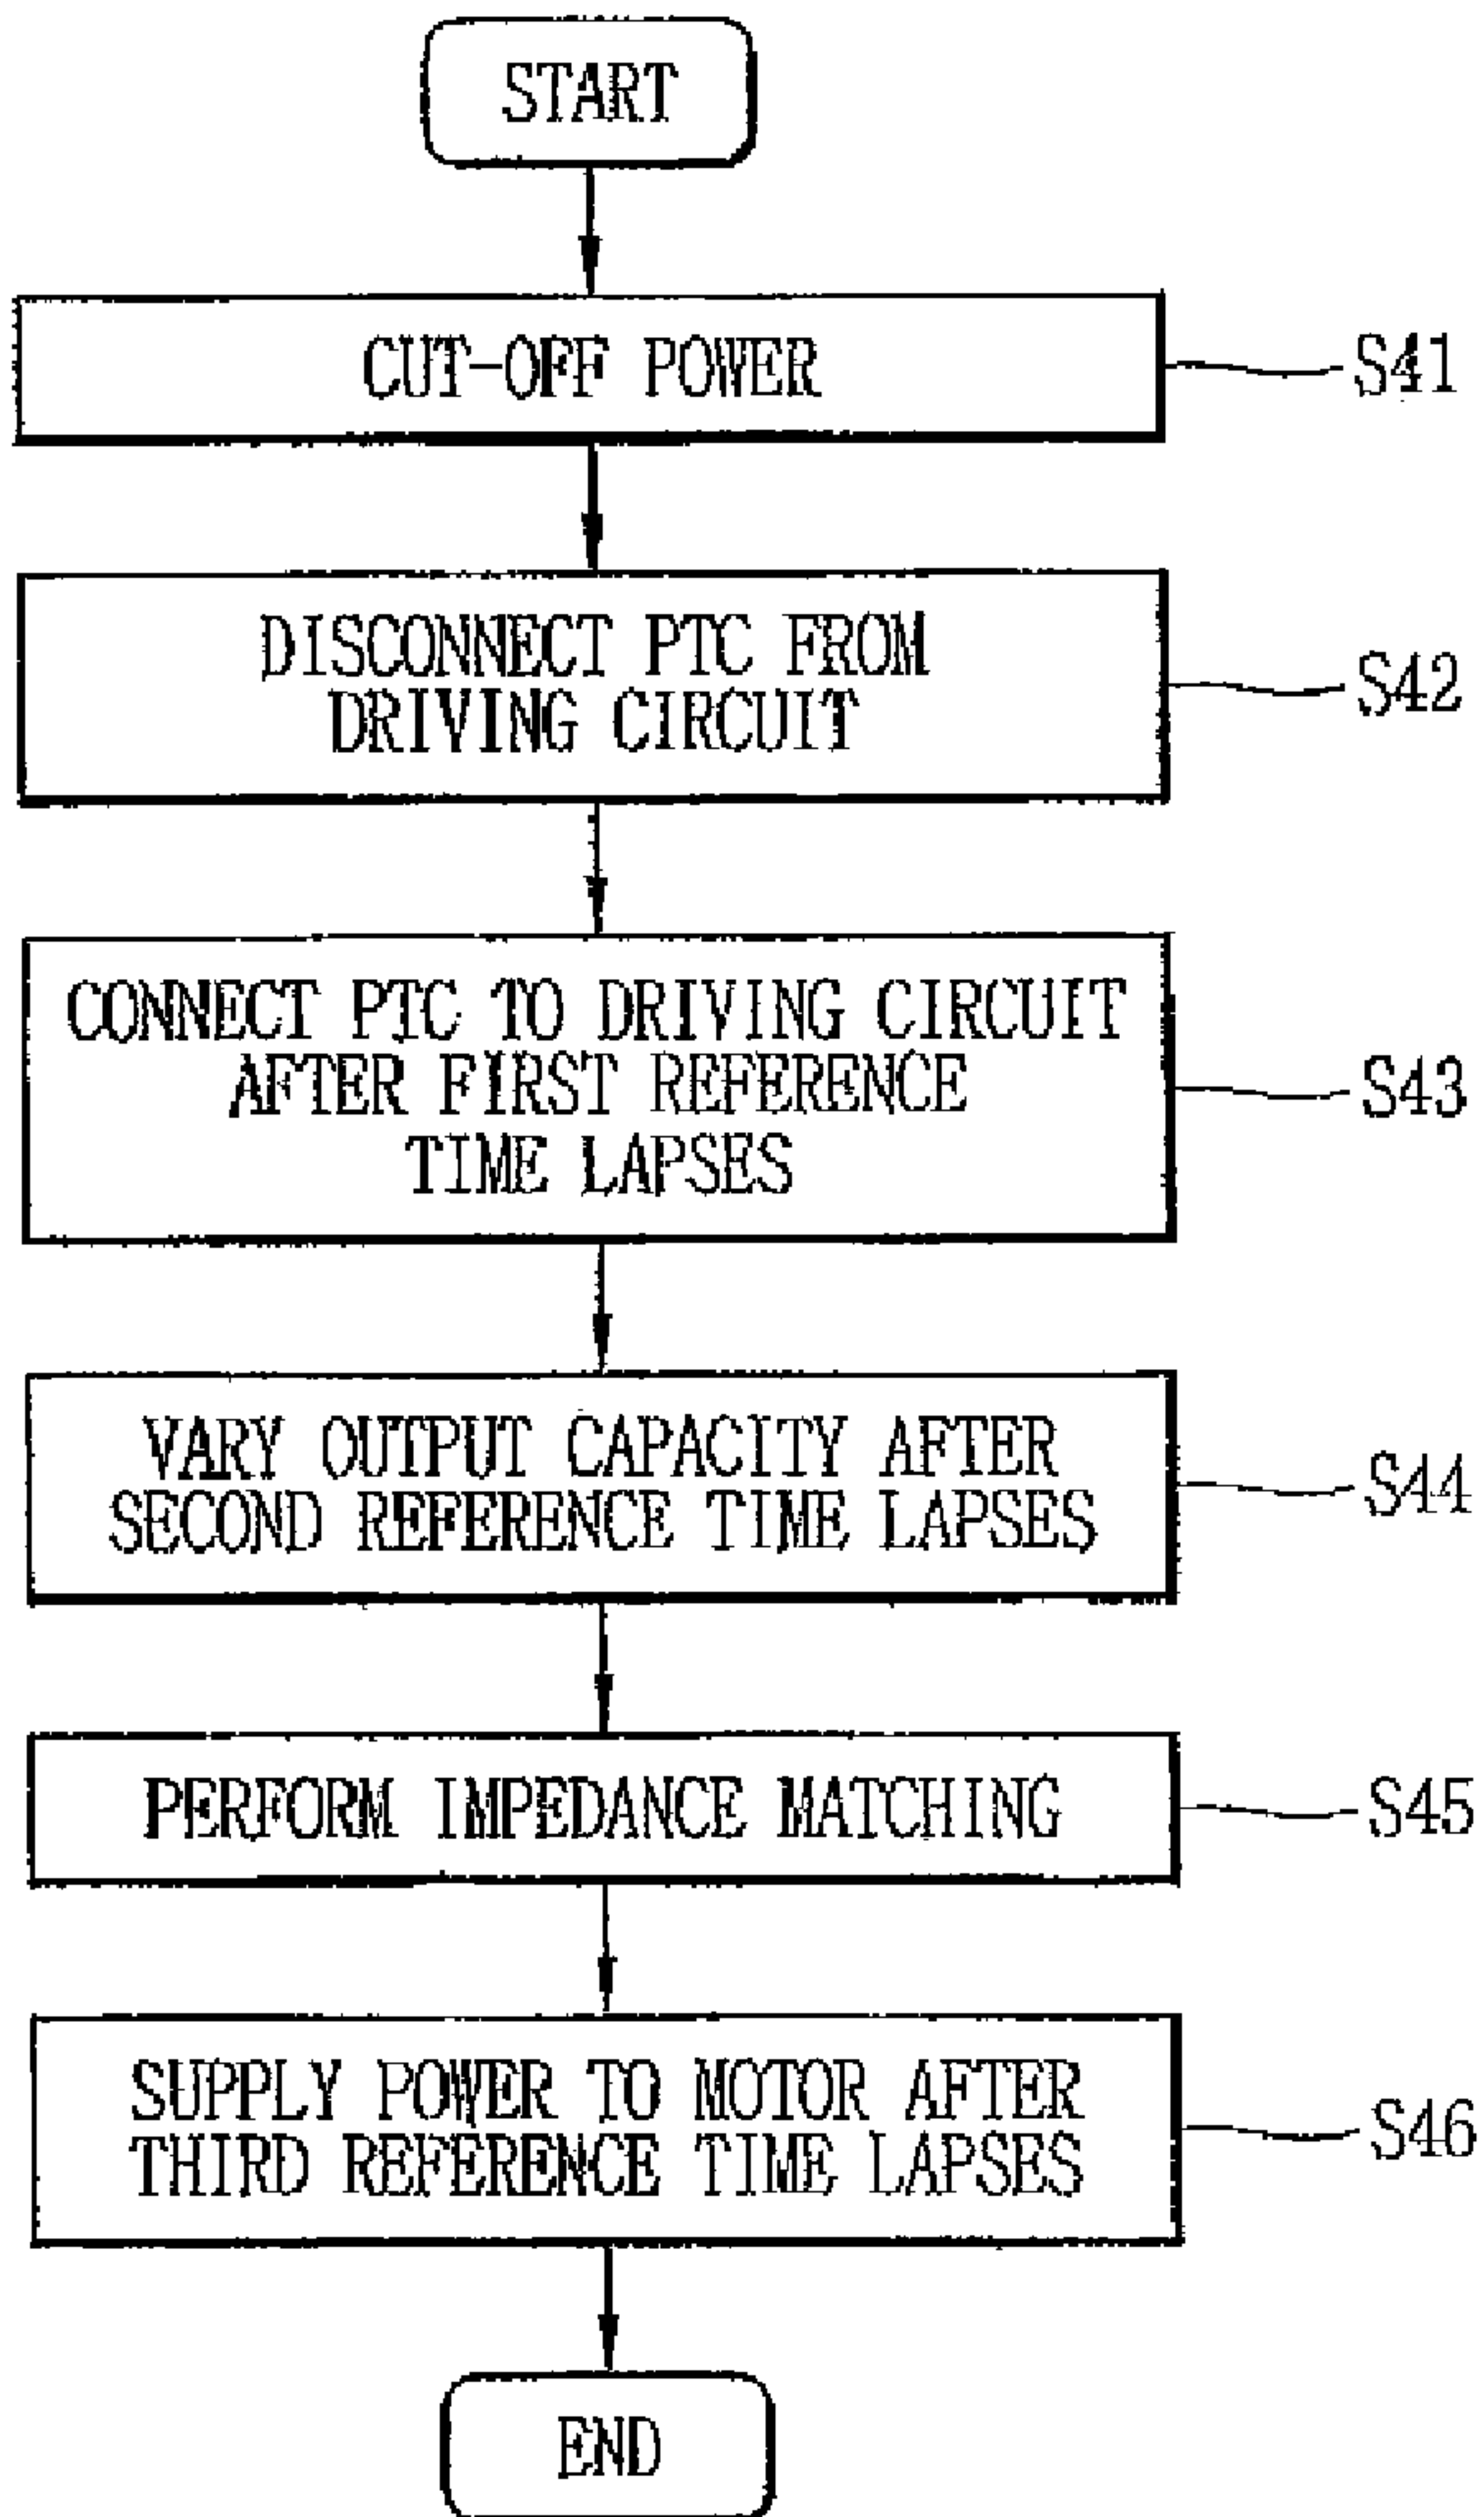 START
CUT-OFF POWER
S41
DISCONNECT PTC FROM
DRIVING CIRCUIT
S42
CONNECT PTC TO DRIVING CIRCUIT
AFTER FIRST REFERENCE
TIME LAPSES
S43
VARY OUTPUT CAPACITY AFTER
SECOND REFERENCE TIME LAPSES
S44
PERFORM IMPEDANCE MATCHING
S45
SUPPLY POWER TO MOTOR AFTER
THIRD REFERENCE TIME LAPSES
S46
END